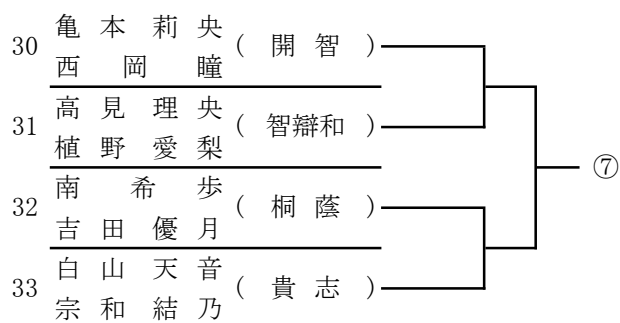 亀本莉央
30 (開智)
西岡瞳
高見理央
31 (智辯和)
植野愛梨
⑦
南希歩
32 (桐蔭)
吉田優月
白山天音
33 (貴志)
宗和結乃